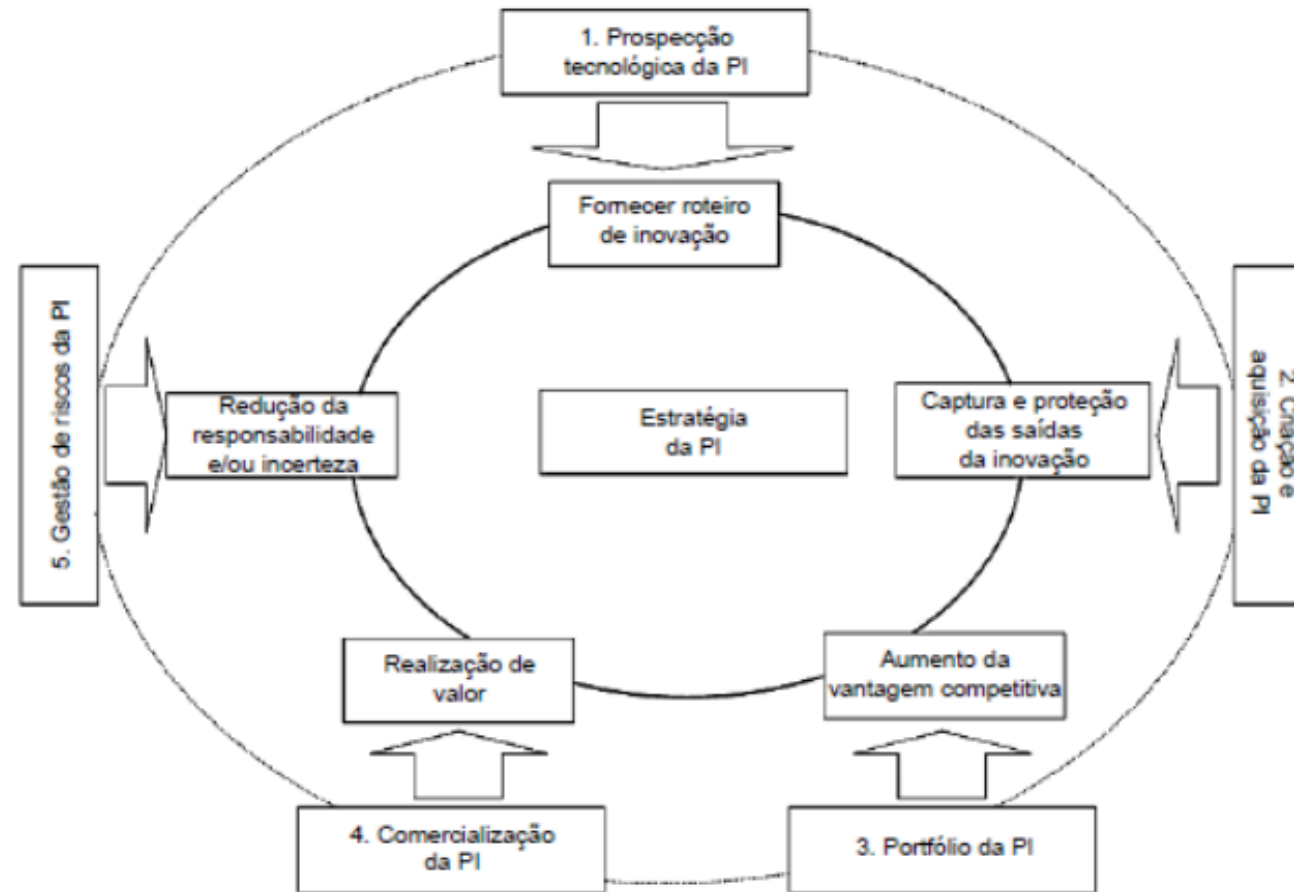 1. Prospecção
tecnológica da PI
Fornecer roteiro
de inovação
5. Gestão de riscos da PI
Redução da
responsabilidade
e/ou incerteza
Estratégia
da PI
Captura e proteção
das saídas
da inovação
2. Criação e
aquisição da PI
Realização de
valor
Aumento da
vantagem competitiva
4. Comercialização
da PI
3. Portfólio da PI